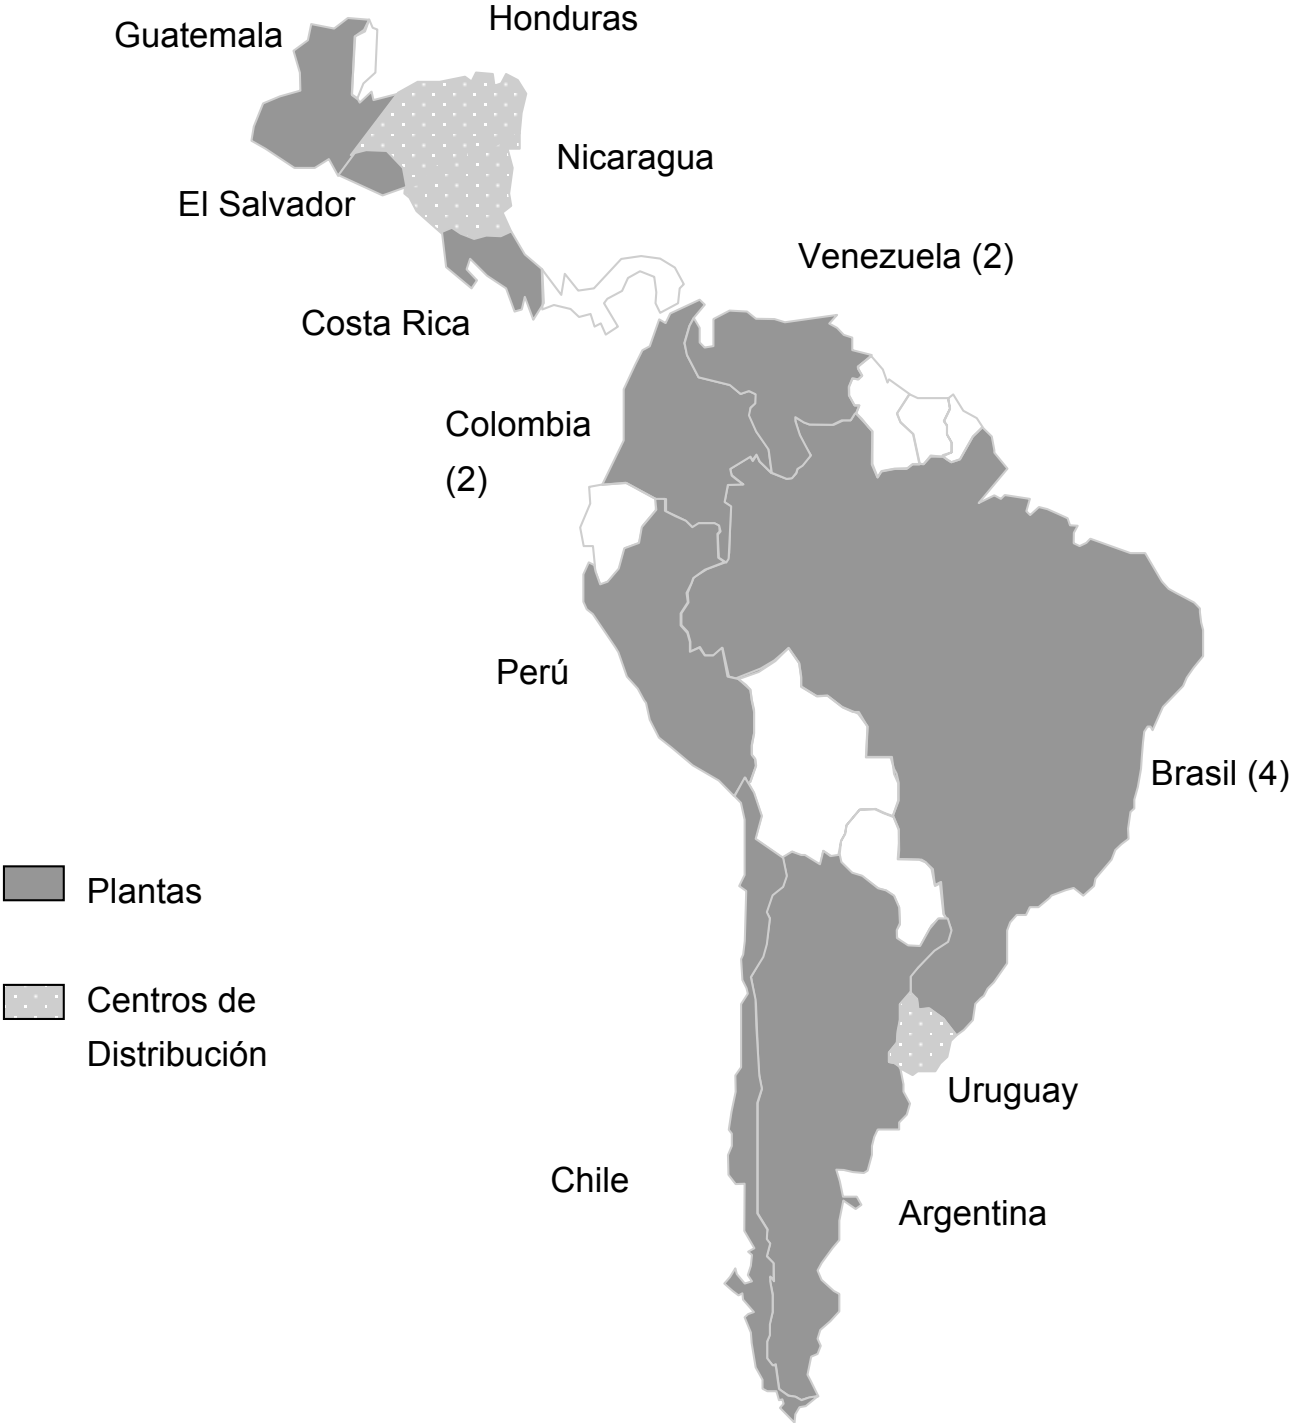 Honduras
Guatemala
Nicaragua
El Salvador
Venezuela (2)
Costa Rica
Colombia
(2)
Perú
Brasil (4)
Plantas
Centros de
Distribución
Uruguay
Chile
Argentina